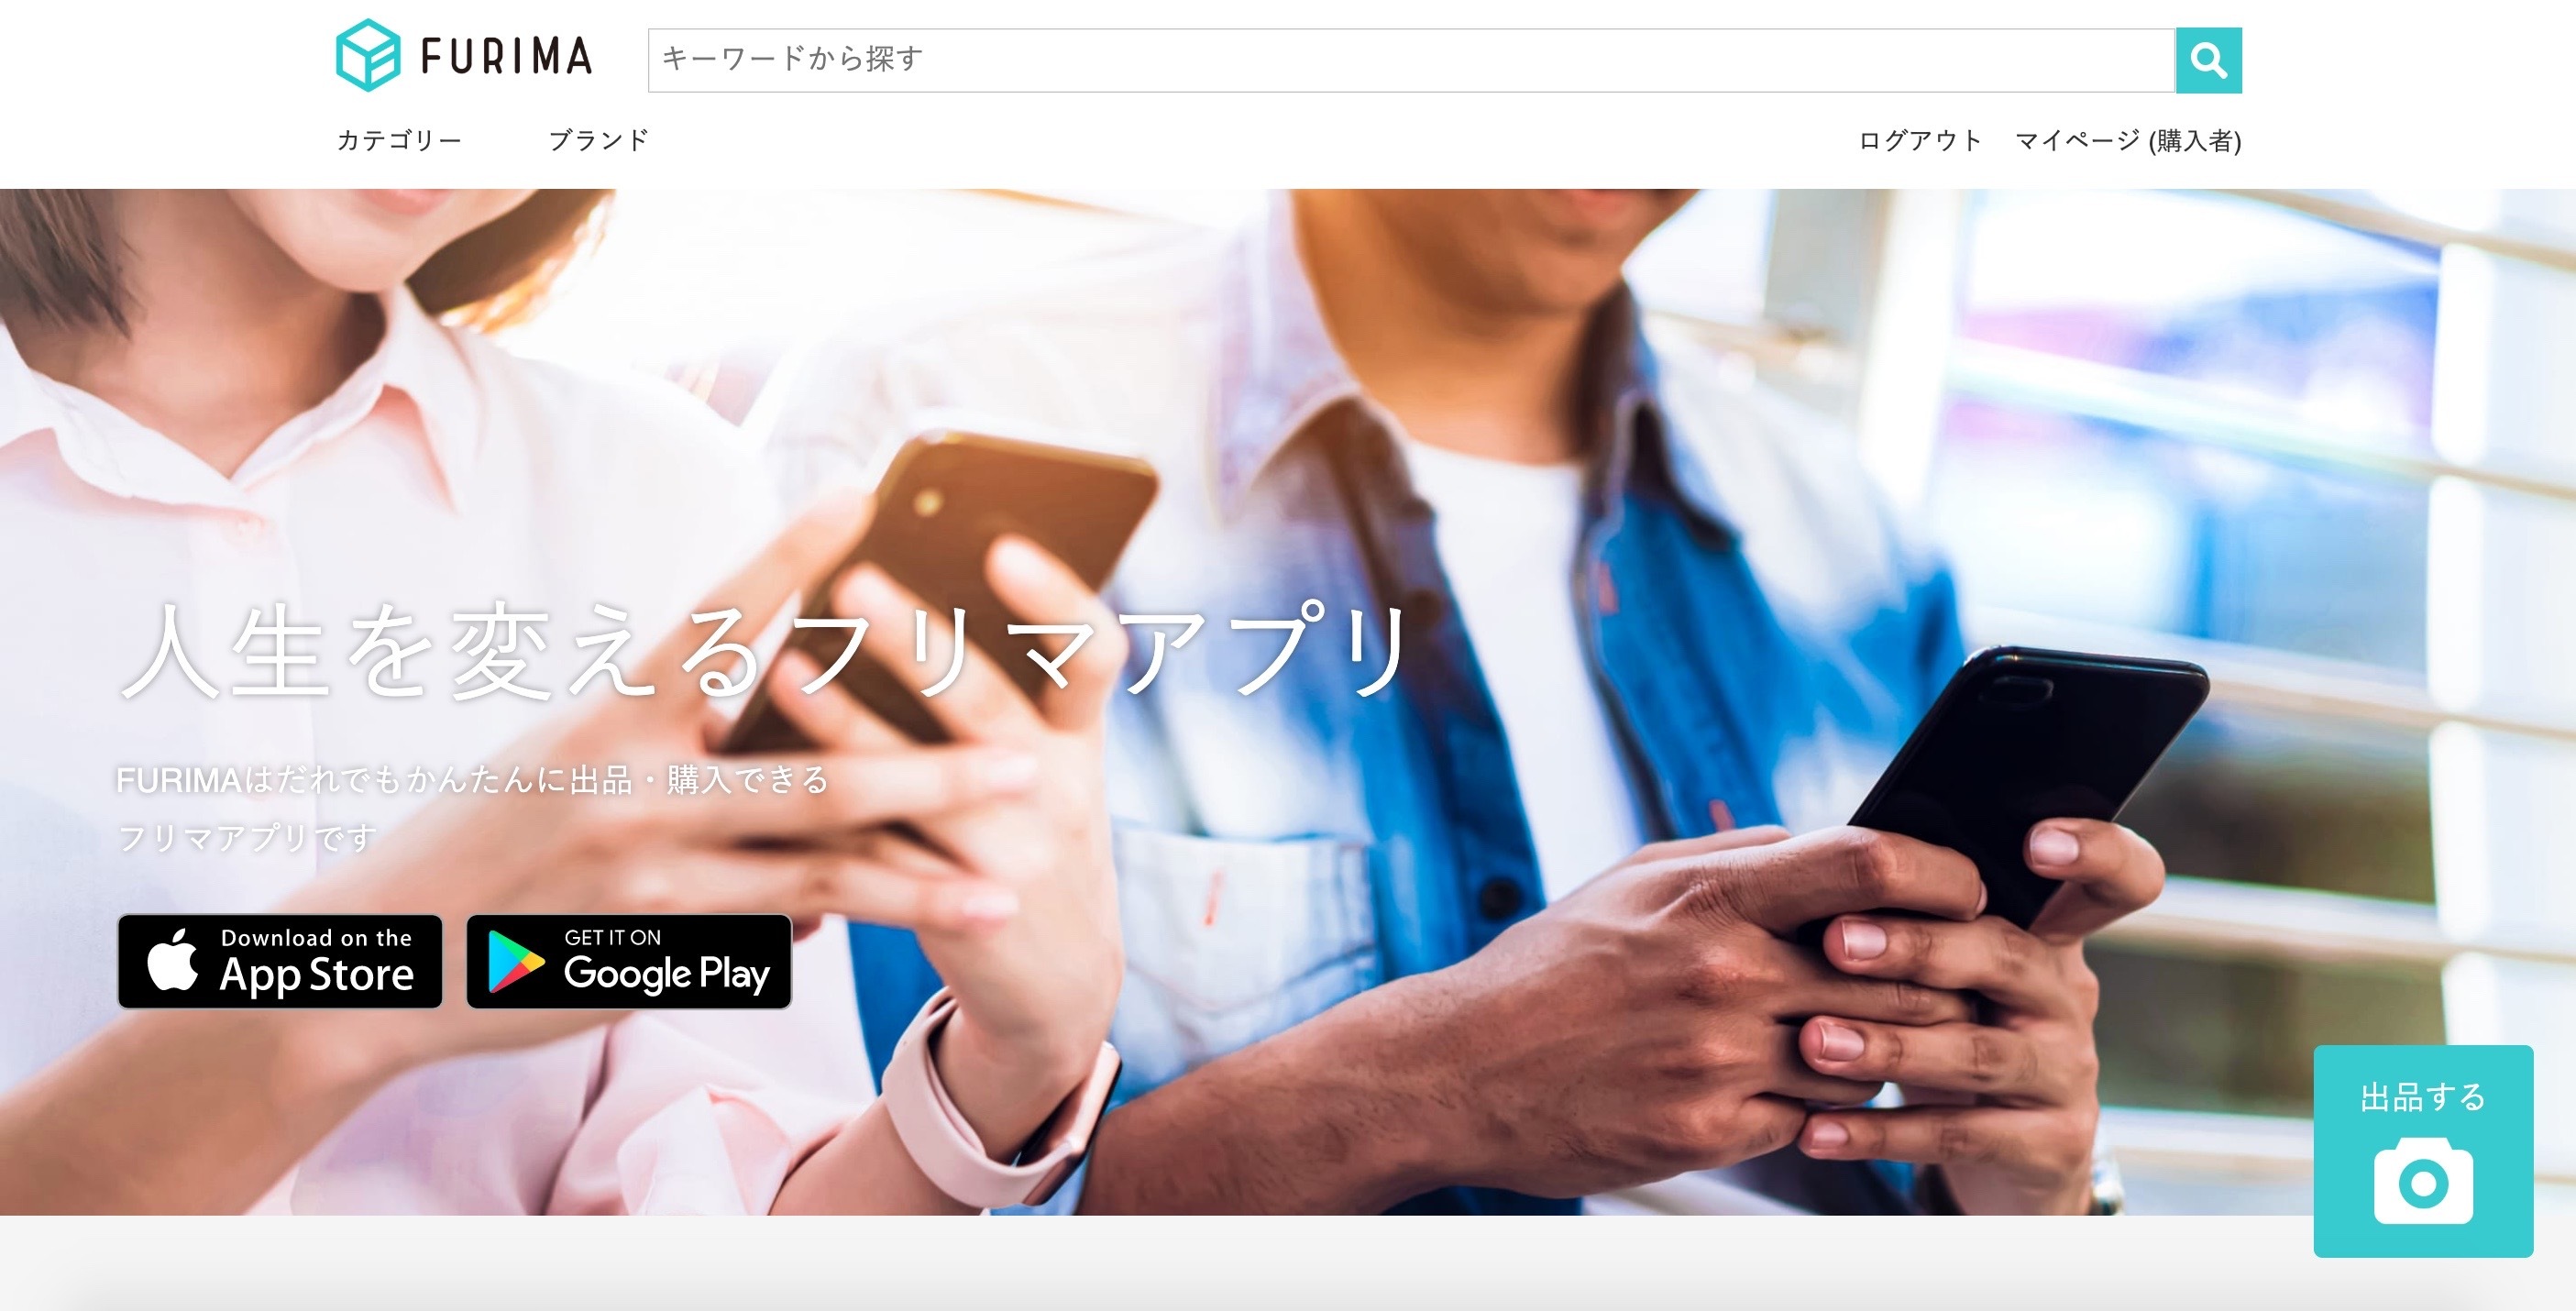 FURIMA
キーワードから探す
カテゴリー ブランド ログアウト マイページ (購入者)
人生を変えるフリマアプリ
FURIMAはだれでもかんたんに出品・購入できる
フリマアプリです
Download on the
App Store
GET IT ON
Google Play
出品する